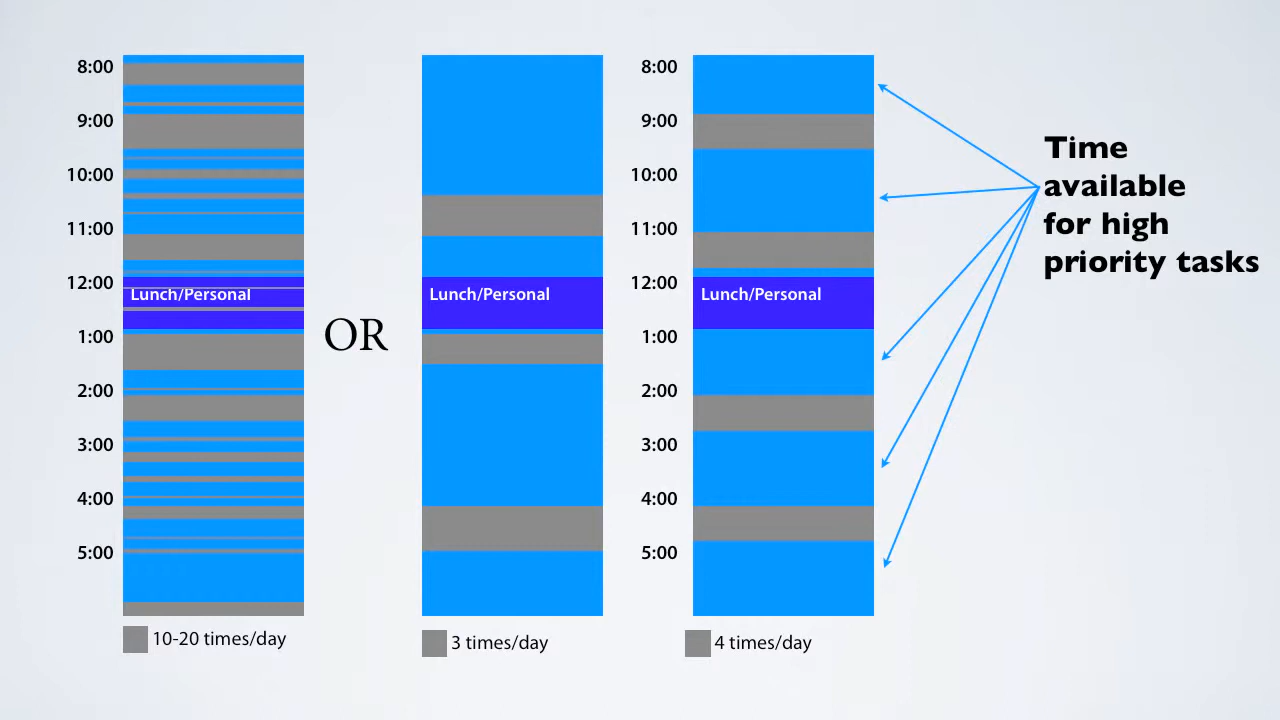 8:00
9:00
10:00
11:00
12:00
1:00
2:00
3:00
4:00
5:00
Lunch/Personal
10-20 times/day
OR
Lunch/Personal
3 times/day
8:00
9:00
10:00
11:00
12:00
1:00
2:00
3:00
4:00
5:00
Lunch/Personal
4 times/day
Time
available
for high
priority tasks